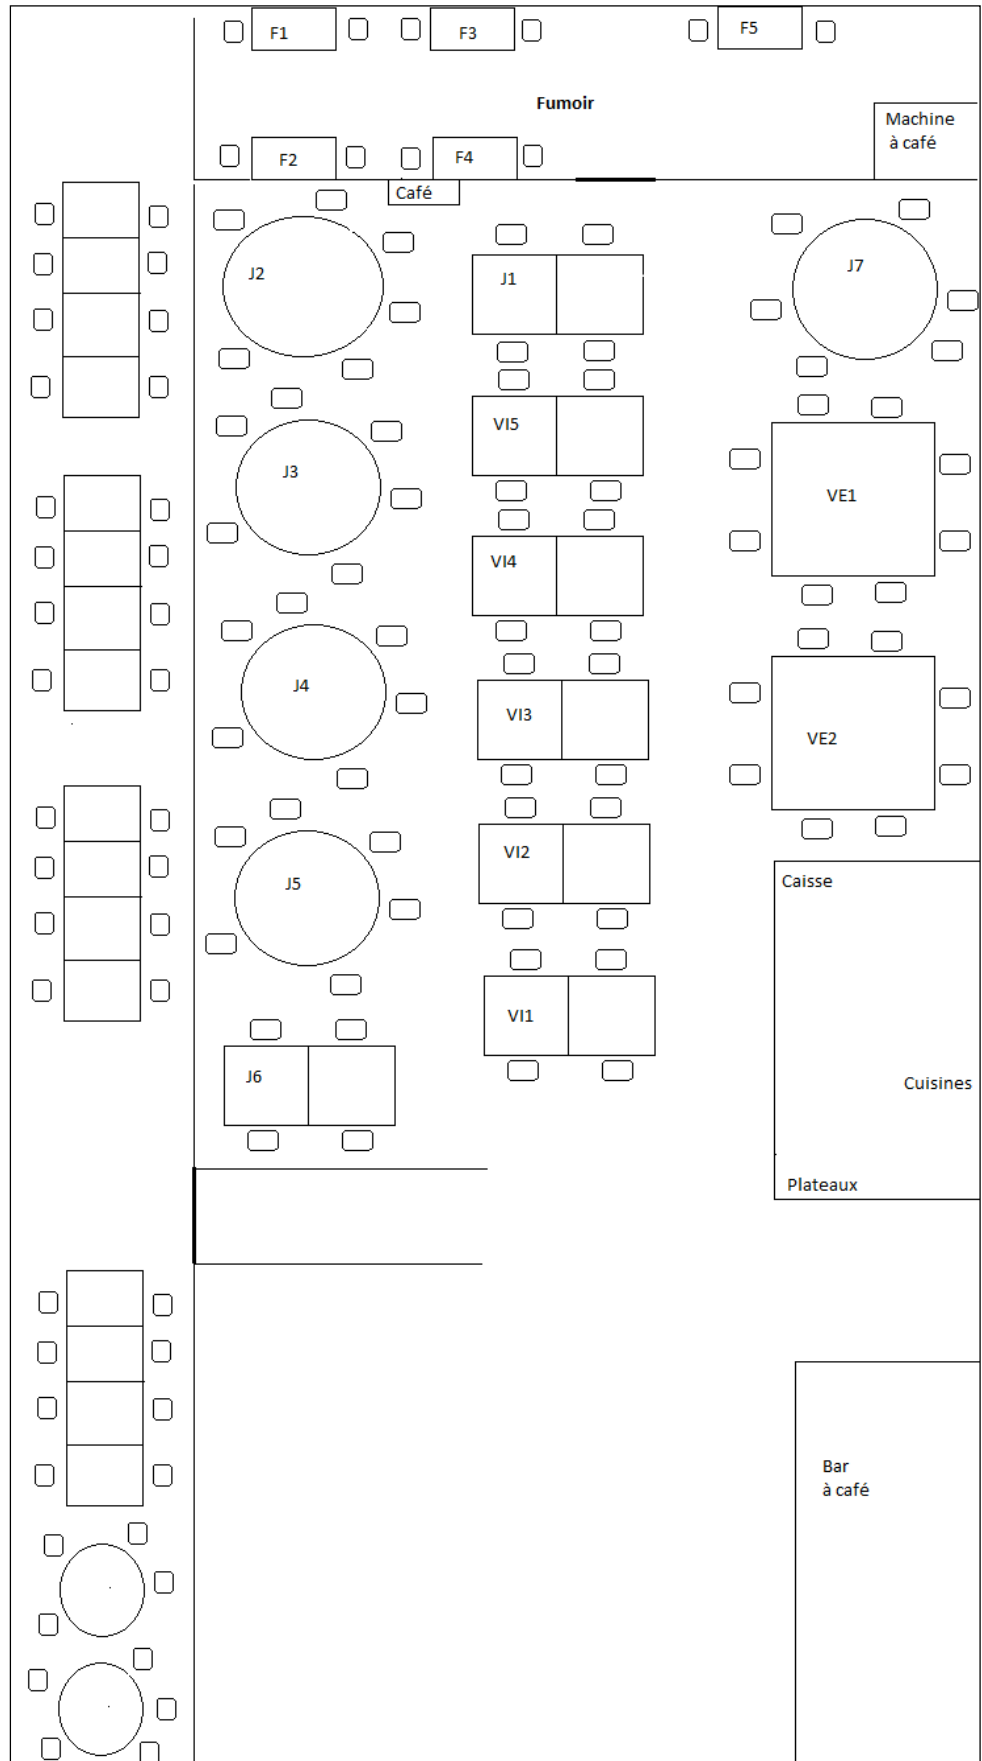 F1
F3
F5
Fumoir
Machine
à café
F2
F4
Café
J2
J1
J7
VI5
J3
VE1
VI4
J4
VI3
VE2
VI2
Caisse
J5
VI1
J6
Cuisines
Plateaux
Bar
à café